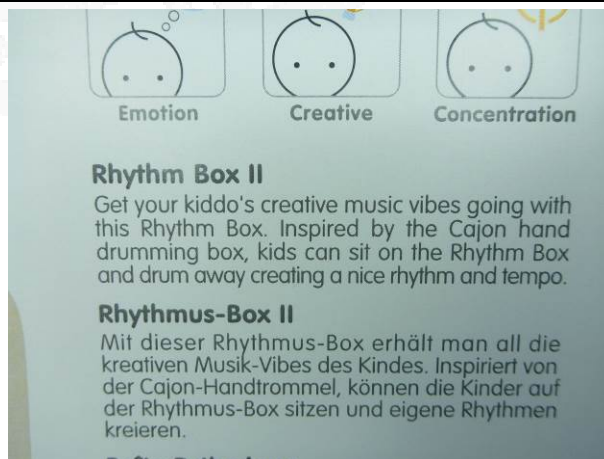 Emotion Creative Concentration
Rhythm Box II
Get your kiddo's creative music vibes going with
this Rhythm Box. Inspired by the Cajon hand
drumming box, kids can sit on the Rhythm Box
and drum away creating a nice rhythm and tempo.
Rhythmus-Box II
Mit dieser Rhythmus-Box erhält man all die
kreativen Musik-Vibes des Kindes. Inspiriert von
der Cajon-Handtrommel, können die Kinder auf
der Rhythmus-Box sitzen und eigene Rhythmen
kreieren.